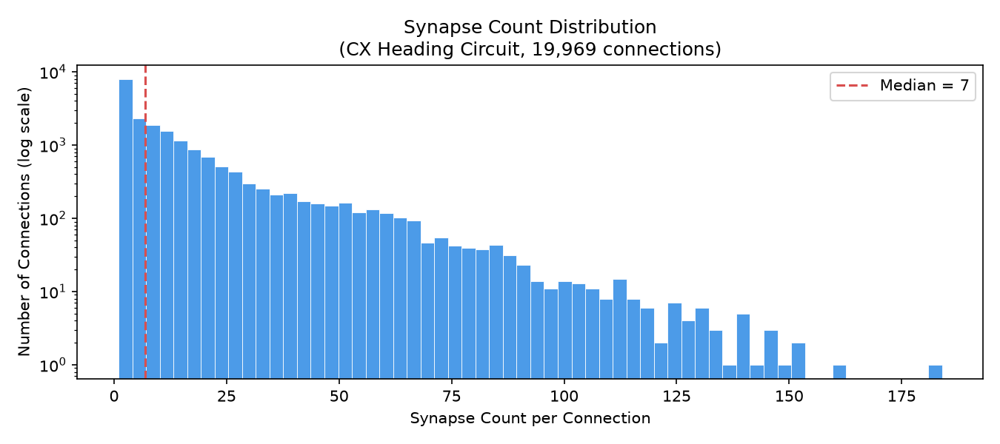 Synapse Count Distribution
(CX Heading Circuit, 19,969 connections)
Number of Connections (log scale)
10⁴
10³
10²
10¹
10⁰
Median = 7
0 25 50 75 100 125 150 175
Synapse Count per Connection